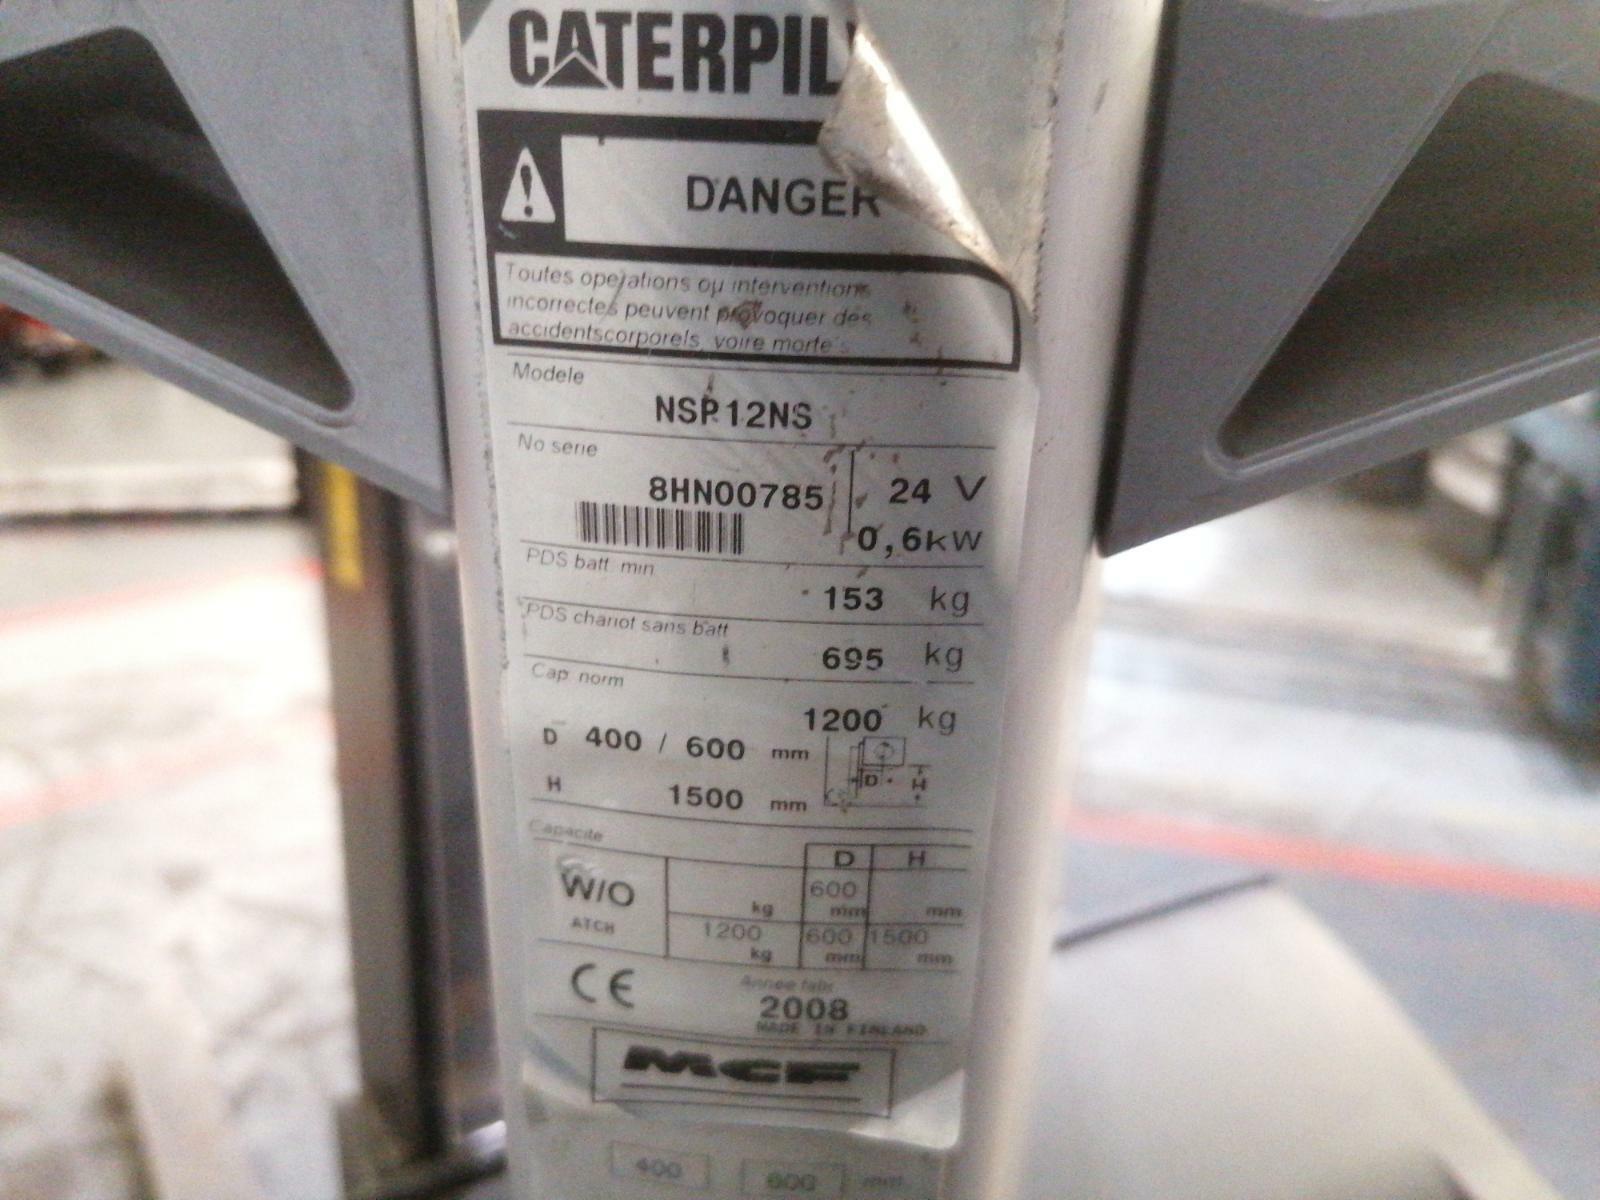 CATERPIL
DANGER
Toutes operations ou interventions
incorrectes peuvent provoquer des
accidentscorporels, voire morte's
Modele
NSP12NS
No serie
8HN00785
24 V
0,6kW
PDS batt. min
153 kg
PDS chariot sans batt
695 kg
Cap. norm
1200 kg
D 400 / 600 mm
D
H
H 1500 mm
Capacite
D H
W/O
600
kg mm mm
ATCH
1200 600 1500
kg mm mm
CE
Annee fabr
2008
MADE IN FINLAND
MCF
400 600 mm